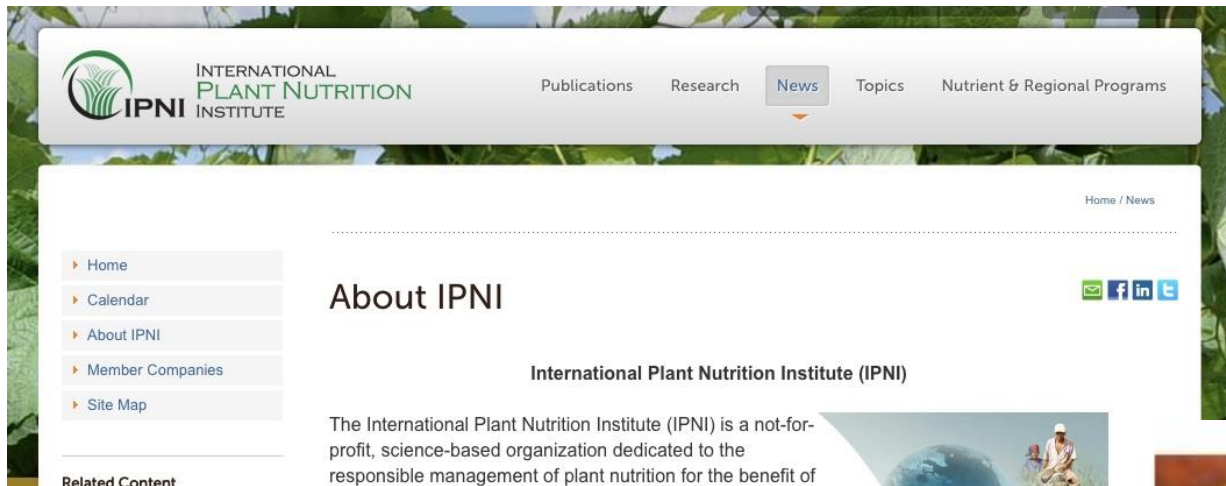 INTERNATIONAL
PLANT NUTRITION
INSTITUTE
IPNI
Publications Research News Topics Nutrient & Regional Programs
Home / News
Home
Calendar
About IPNI
Member Companies
Site Map
Related Content
About IPNI
International Plant Nutrition Institute (IPNI)
The International Plant Nutrition Institute (IPNI) is a not-for-
profit, science-based organization dedicated to the
responsible management of plant nutrition for the benefit of